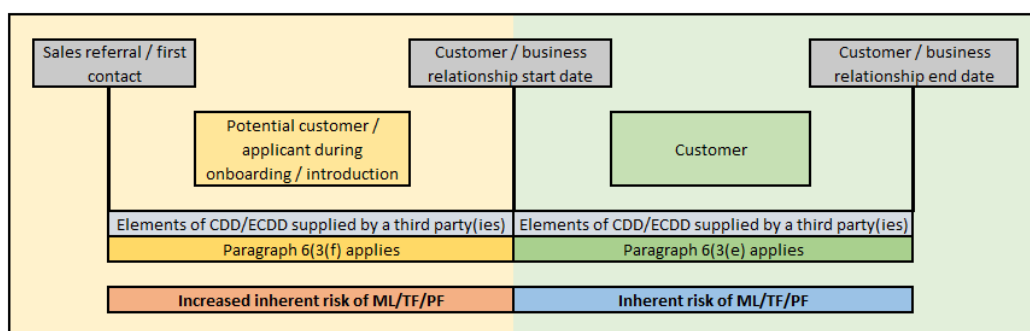 Sales referral / first
contact
Customer / business
relationship start date
Customer / business
relationship end date
Potential customer /
applicant during
onboarding / introduction
Customer
Elements of CDD/ECDD supplied by a third party(ies)
Elements of CDD/ECDD supplied by a third party(ies)
Paragraph 6(3(f) applies
Paragraph 6(3(e) applies
Increased inherent risk of ML/TF/PF
Inherent risk of ML/TF/PF